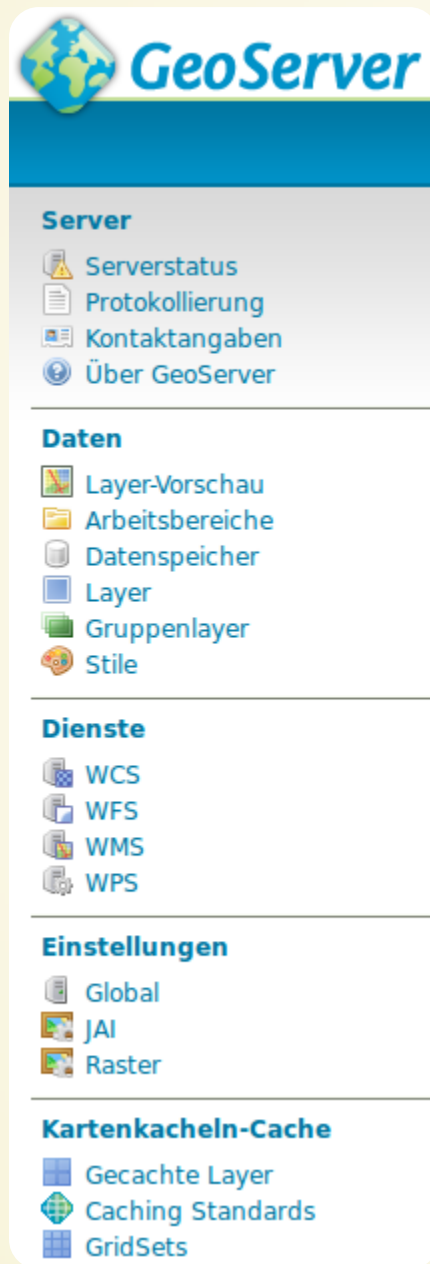 GeoServer
Server
Serverstatus
Protokollierung
Kontaktangaben
Über GeoServer
Daten
Layer-Vorschau
Arbeitsbereiche
Datenspeicher
Layer
Gruppenlayer
Stile
Dienste
WCS
WFS
WMS
WPS
Einstellungen
Global
JAI
Raster
Kartenkacheln-Cache
Gecachte Layer
Caching Standards
GridSets